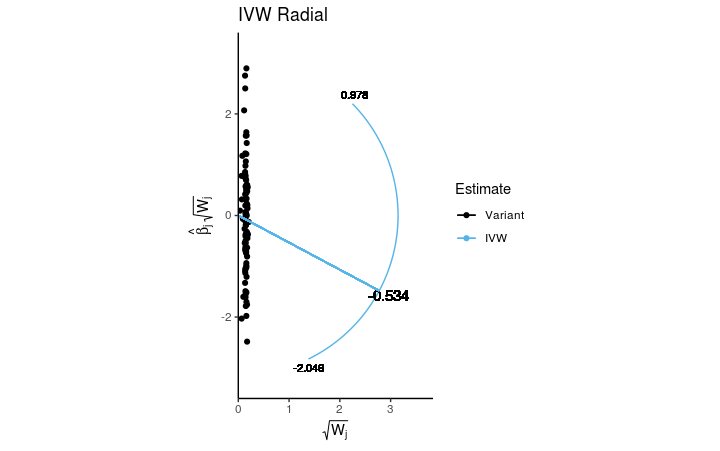 IVW Radial
0.978
2
0
-2
β̂j√Wj
-0.534
-2.046
0 1 2 3
√Wj
Estimate
Variant
IVW